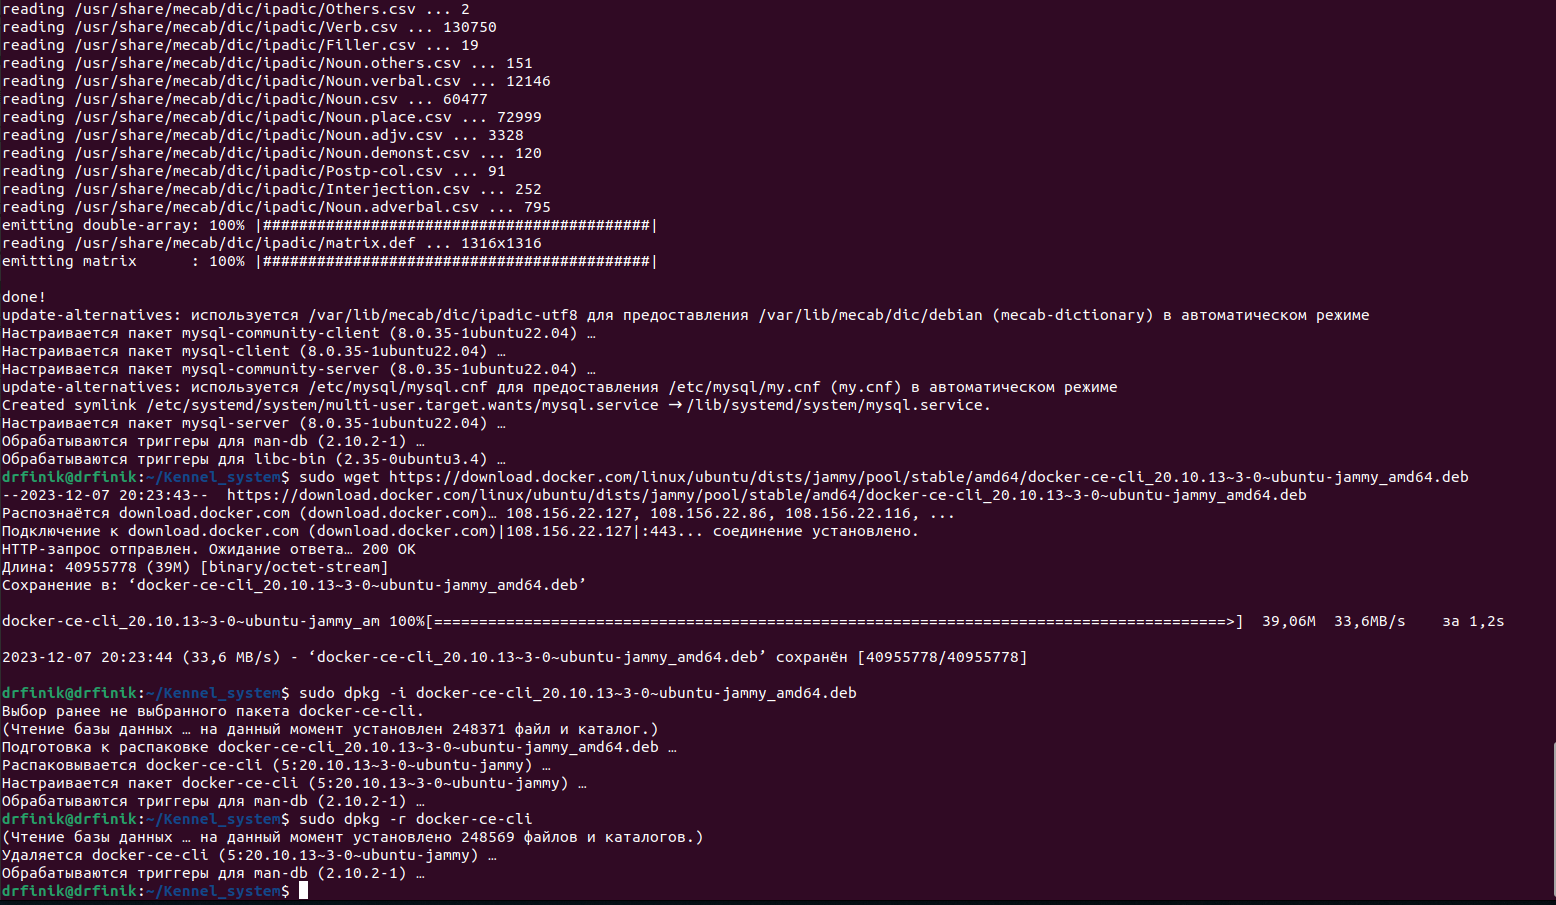 reading /usr/share/mecab/dic/ipadic/Others.csv ... 2
reading /usr/share/mecab/dic/ipadic/Verb.csv ... 130750
reading /usr/share/mecab/dic/ipadic/Filler.csv ... 19
reading /usr/share/mecab/dic/ipadic/Noun.others.csv ... 151
reading /usr/share/mecab/dic/ipadic/Noun.verbal.csv ... 12146
reading /usr/share/mecab/dic/ipadic/Noun.csv ... 60477
reading /usr/share/mecab/dic/ipadic/Noun.place.csv ... 72999
reading /usr/share/mecab/dic/ipadic/Noun.adjv.csv ... 3328
reading /usr/share/mecab/dic/ipadic/Noun.demonst.csv ... 120
reading /usr/share/mecab/dic/ipadic/Postp-col.csv ... 91
reading /usr/share/mecab/dic/ipadic/Interjection.csv ... 252
reading /usr/share/mecab/dic/ipadic/Noun.adverbal.csv ... 795
emitting double-array: 100% |###########################################|
reading /usr/share/mecab/dic/ipadic/matrix.def ... 1316x1316
emitting matrix      : 100% |###########################################|
done!
update-alternatives: используется /var/lib/mecab/dic/ipadic-utf8 для предоставления /var/lib/mecab/dic/debian (mecab-dictionary) в автоматическом режиме
Настраивается пакет mysql-community-client (8.0.35-1ubuntu22.04) …
Настраивается пакет mysql-client (8.0.35-1ubuntu22.04) …
Настраивается пакет mysql-community-server (8.0.35-1ubuntu22.04) …
update-alternatives: используется /etc/mysql/mysql.cnf для предоставления /etc/mysql/my.cnf (my.cnf) в автоматическом режиме
Created symlink /etc/systemd/system/multi-user.target.wants/mysql.service → /lib/systemd/system/mysql.service.
Настраивается пакет mysql-server (8.0.35-1ubuntu22.04) …
Обрабатываются триггеры для man-db (2.10.2-1) …
Обрабатываются триггеры для libc-bin (2.35-0ubuntu3.4) …
drfinik@drfinik:~/Kennel_system$ sudo wget https://download.docker.com/linux/ubuntu/dists/jammy/pool/stable/amd64/docker-ce-cli_20.10.13~3-0~ubuntu-jammy_amd64.deb
--2023-12-07 20:23:43--  https://download.docker.com/linux/ubuntu/dists/jammy/pool/stable/amd64/docker-ce-cli_20.10.13~3-0~ubuntu-jammy_amd64.deb
Распознаётся download.docker.com (download.docker.com)… 108.156.22.127, 108.156.22.86, 108.156.22.116, ...
Подключение к download.docker.com (download.docker.com)|108.156.22.127|:443... соединение установлено.
HTTP-запрос отправлен. Ожидание ответа… 200 OK
Длина: 40955778 (39M) [binary/octet-stream]
Сохранение в: ‘docker-ce-cli_20.10.13~3-0~ubuntu-jammy_amd64.deb’
docker-ce-cli_20.10.13~3-0~ubuntu-jammy_am 100%[========================================================================================>]  39,06M  33,6MB/s    за 1,2s
2023-12-07 20:23:44 (33,6 MB/s) - ‘docker-ce-cli_20.10.13~3-0~ubuntu-jammy_amd64.deb’ сохранён [40955778/40955778]
drfinik@drfinik:~/Kennel_system$ sudo dpkg -i docker-ce-cli_20.10.13~3-0~ubuntu-jammy_amd64.deb
Выбор ранее не выбранного пакета docker-ce-cli.
(Чтение базы данных … на данный момент установлен 248371 файл и каталог.)
Подготовка к распаковке docker-ce-cli_20.10.13~3-0~ubuntu-jammy_amd64.deb …
Распаковывается docker-ce-cli (5:20.10.13~3-0~ubuntu-jammy) …
Настраивается пакет docker-ce-cli (5:20.10.13~3-0~ubuntu-jammy) …
Обрабатываются триггеры для man-db (2.10.2-1) …
drfinik@drfinik:~/Kennel_system$ sudo dpkg -r docker-ce-cli
(Чтение базы данных … на данный момент установлено 248569 файлов и каталогов.)
Удаляется docker-ce-cli (5:20.10.13~3-0~ubuntu-jammy) …
Обрабатываются триггеры для man-db (2.10.2-1) …
drfinik@drfinik:~/Kennel_system$